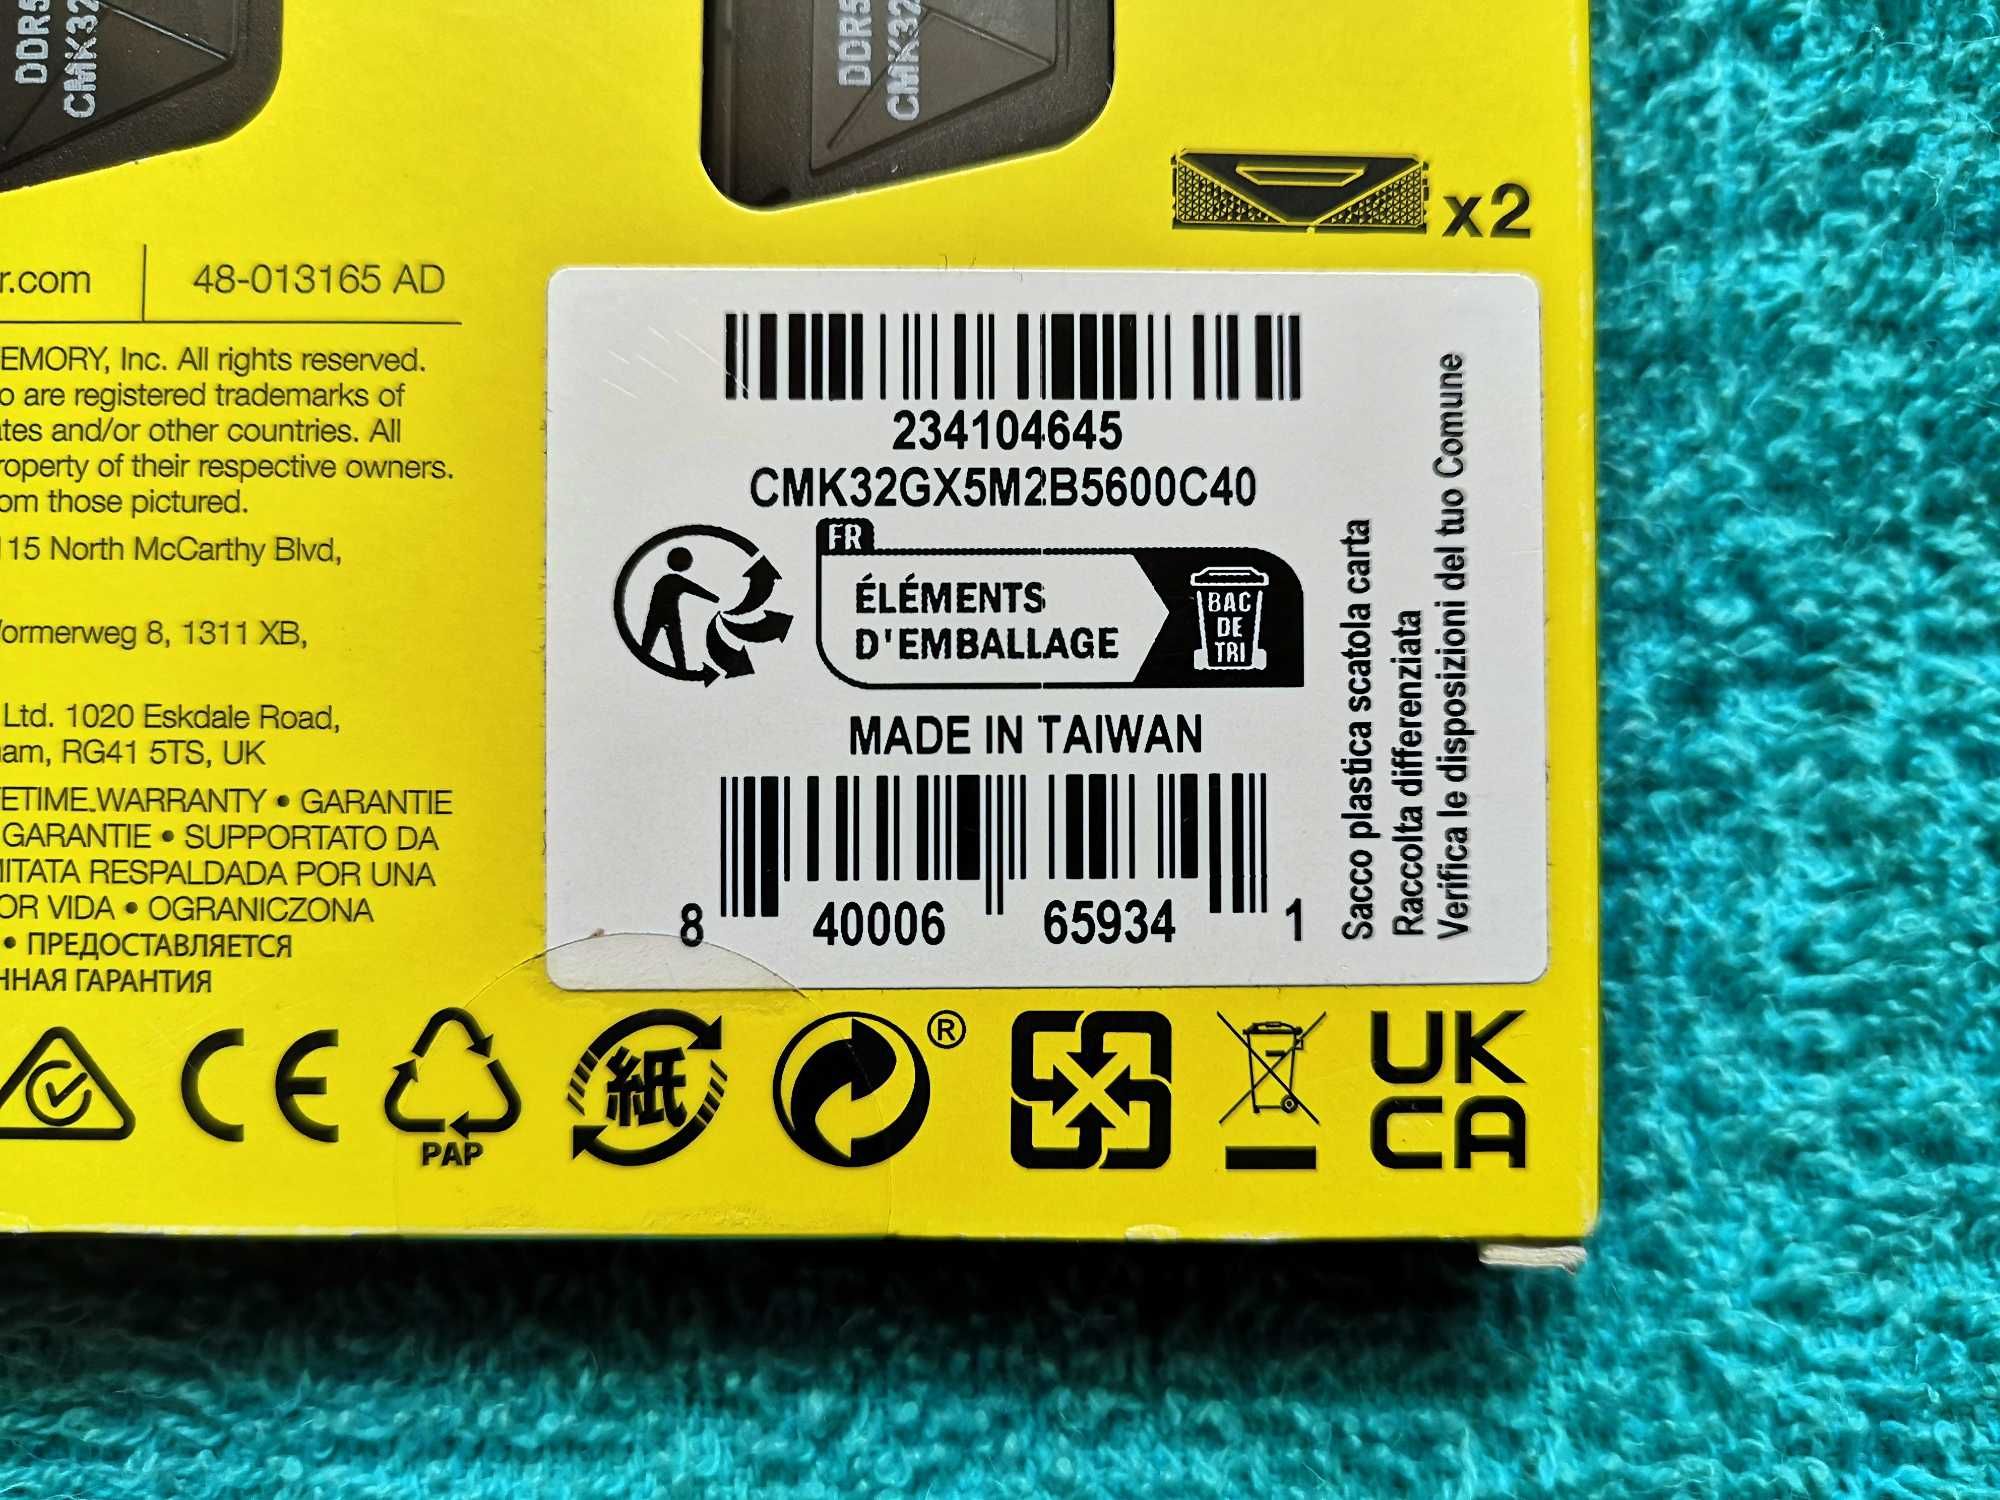 DDR5
CMK32
DDR5
CMK32
x2
r.com
48-013165 AD
EMORY, Inc. All rights reserved.
o are registered trademarks of
ates and/or other countries. All
roperty of their respective owners.
om those pictured.
115 North McCarthy Blvd,
Wormerweg 8, 1311 XB,
Ltd. 1020 Eskdale Road,
ham, RG41 5TS, UK
ETIME WARRANTY • GARANTIE
GARANTIE • SUPPORTATO DA
MITATA RESPALDADA POR UNA
OR VIDA • OGRANICZONA
• ПРЕДОСТАВЛЯЕТСЯ
ННАЯ ГАРАНТИЯ
234104645
CMK32GX5M2B5600C40
FR
ÉLÉMENTS
D'EMBALLAGE
BAC
DE
TRI
MADE IN TAIWAN
8 40006 65934 1
Sacco plastica scatola carta
Raccolta differenziata
Verifica le disposizioni del tuo Comune
CE
PAP
紙
®
UK
CA